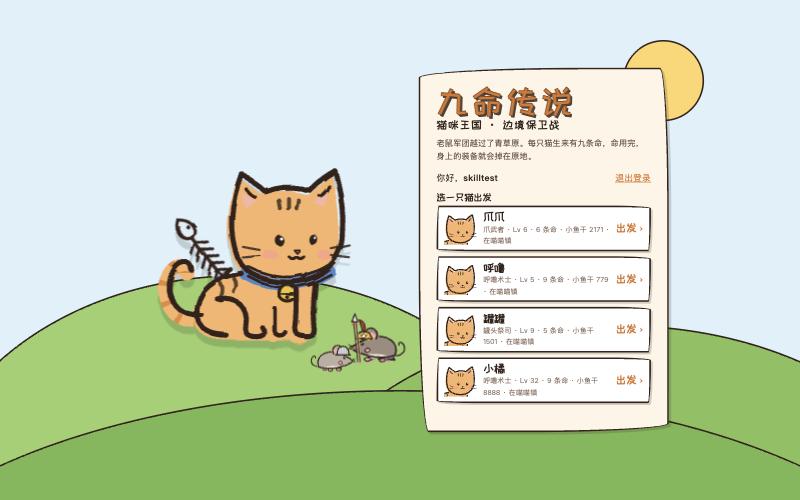 九命传说
猫咪王国 · 边境保卫战
老鼠军团越过了青草原。每只猫生来有九条命，命用完，
身上的装备就会掉在原地。
你好，skilltest
退出登录
选一只猫出发
爪爪
爪武者 · Lv 6 · 6 条命 · 小鱼干 2171 ·
在喵喵镇
出发 ›
呼噜
呼噜术士 · Lv 5 · 9 条命 · 小鱼干 779
· 在喵喵镇
出发 ›
罐罐
罐头祭司 · Lv 9 · 5 条命 · 小鱼干
1501 · 在喵喵镇
出发 ›
小橘
呼噜术士 · Lv 32 · 9 条命 · 小鱼干
8888 · 在喵喵镇
出发 ›